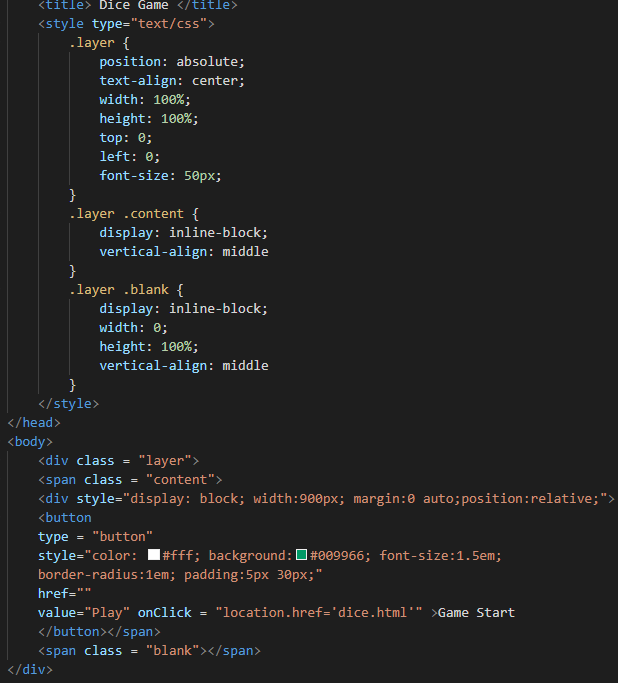 <title> Dice Game </title>
<style type="text/css">
.layer {
position: absolute;
text-align: center;
width: 100%;
height: 100%;
top: 0;
left: 0;
font-size: 50px;
}
.layer .content {
display: inline-block;
vertical-align: middle
}
.layer .blank {
display: inline-block;
width: 0;
height: 100%;
vertical-align: middle
}
</style>
</head>
<body>
<div class = "layer">
<span class = "content">
<div style="display: block; width:900px; margin:0 auto;position:relative;">
<button
type = "button"
style="color: #fff; background: #009966; font-size:1.5em;
border-radius:1em; padding:5px 30px;"
href=""
value="Play" onClick = "location.href='dice.html'" >Game Start
</button></span>
<span class = "blank"></span>
</div>